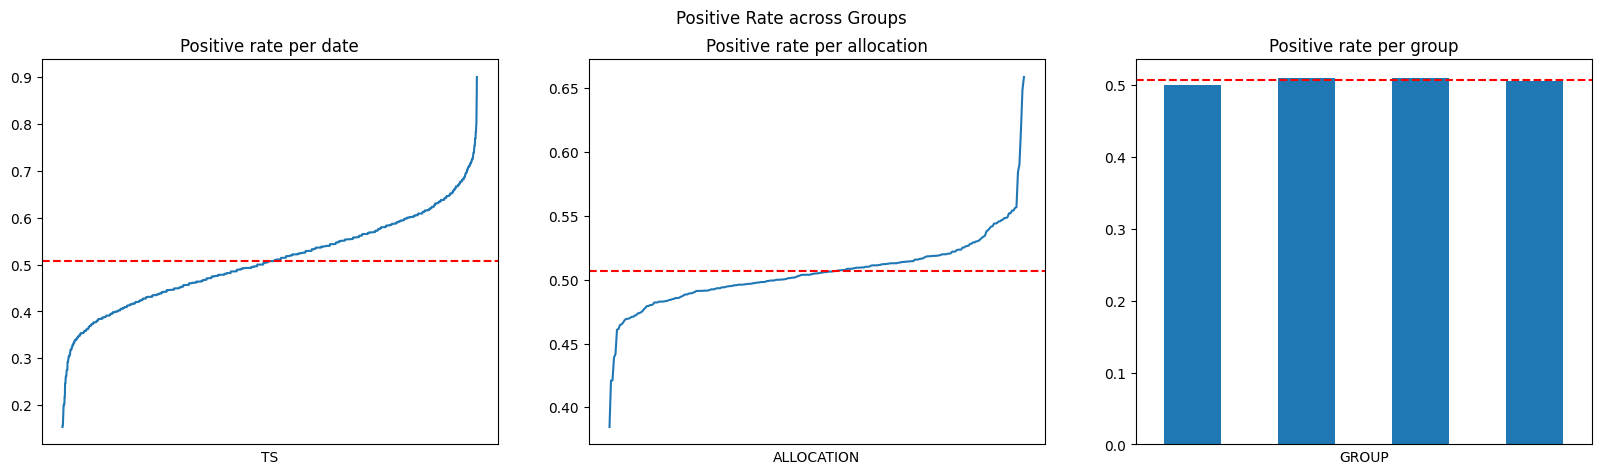 Positive Rate across Groups
Positive rate per date
0.9
0.8
0.7
0.6
0.5
0.4
0.3
0.2
TS
Positive rate per allocation
0.65
0.60
0.55
0.50
0.45
0.40
ALLOCATION
Positive rate per group
0.5
0.4
0.3
0.2
0.1
0.0
GROUP